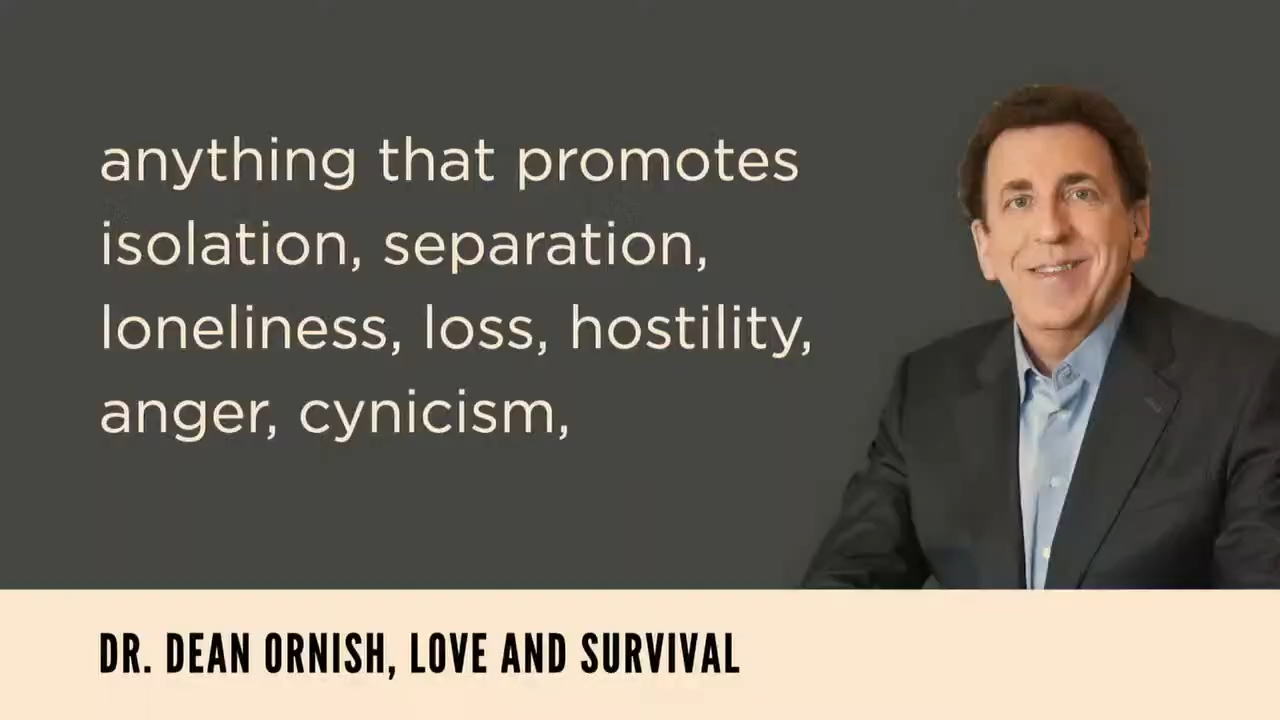 anything that promotes
isolation, separation,
loneliness, loss, hostility,
anger, cynicism,
DR. DEAN ORNISH, LOVE AND SURVIVAL